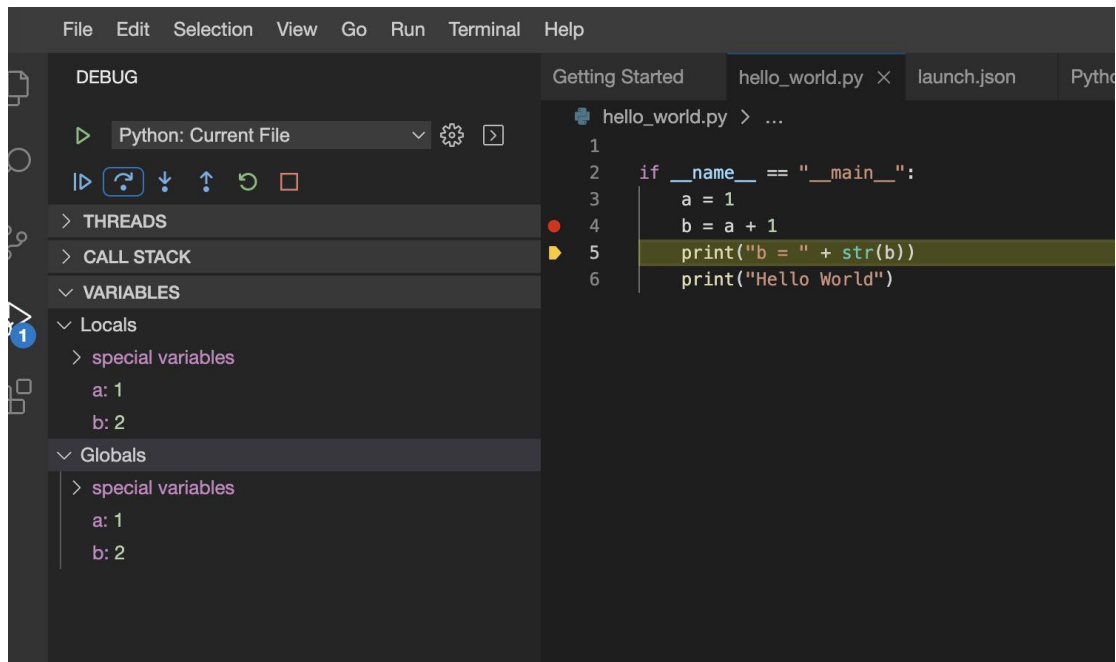 File Edit Selection View Go Run Terminal Help
DEBUG
Python: Current File
THREADS
CALL STACK
VARIABLES
Locals
special variables
a: 1
b: 2
Globals
special variables
a: 1
b: 2
1
Getting Started hello_world.py launch.json
hello_world.py > ...
1
2 if __name__ == "__main__":
3 a = 1
4 b = a + 1
5 print("b = " + str(b))
6 print("Hello World")